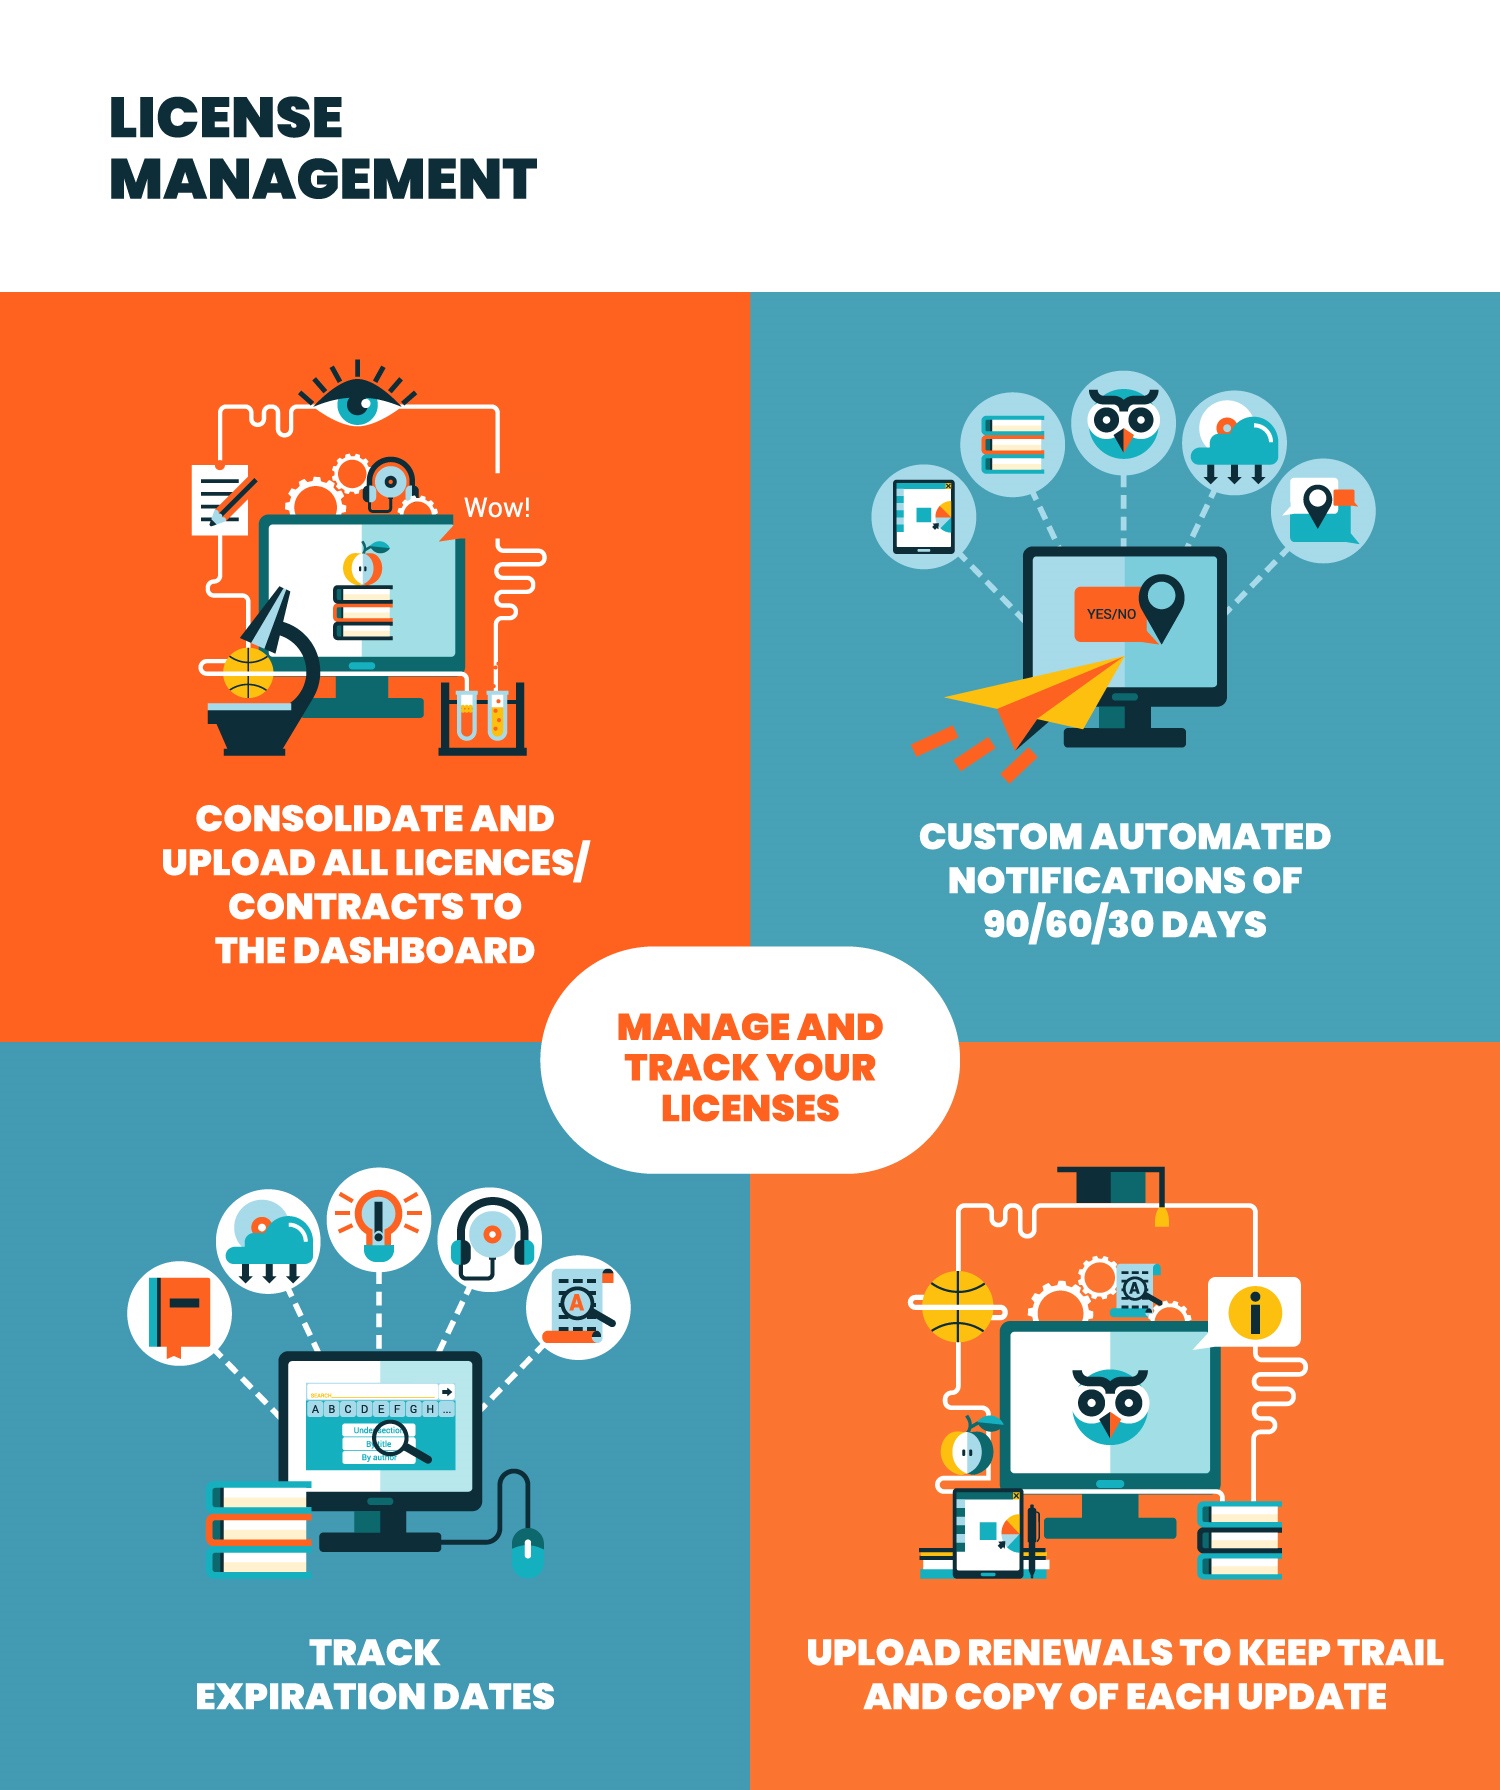 LICENSE
MANAGEMENT
Wow!
CONSOLIDATE AND
UPLOAD ALL LICENCES/
CONTRACTS TO
THE DASHBOARD
YES/NO
CUSTOM AUTOMATED
NOTIFICATIONS OF
90/60/30 DAYS
MANAGE AND
TRACK YOUR
LICENSES
A
SEARCH
A B C D E F G H ...
Undersection
By title
By author
TRACK
EXPIRATION DATES
A
i
UPLOAD RENEWALS TO KEEP TRAIL
AND COPY OF EACH UPDATE